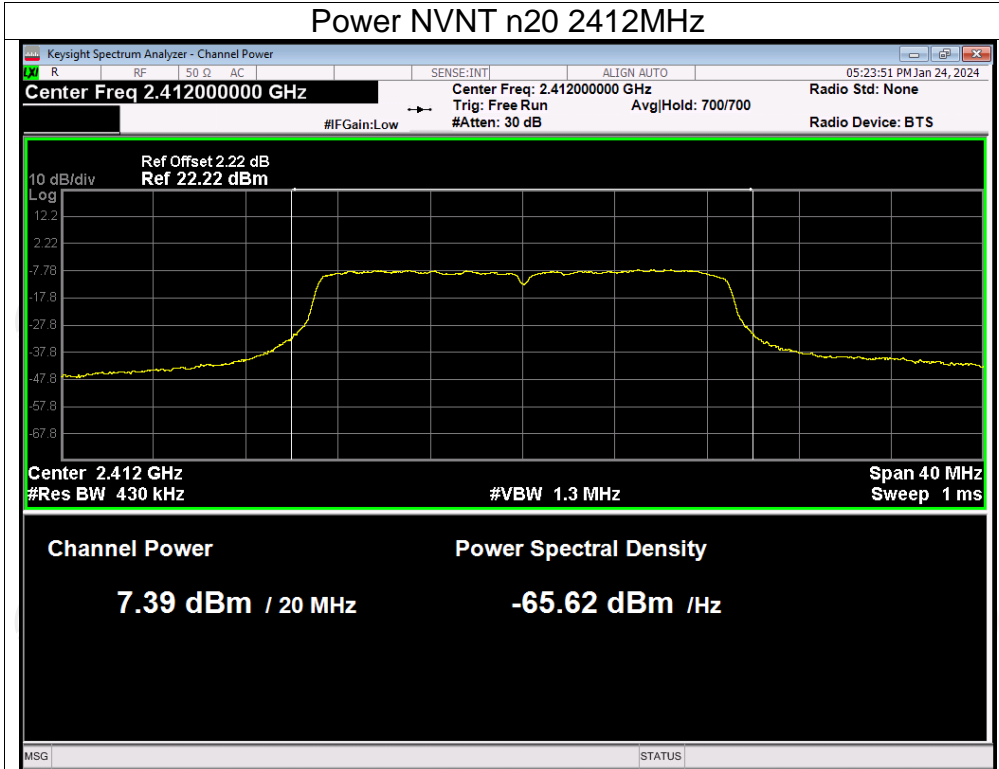 Power NVNT n20 2412MHz
Keysight Spectrum Analyzer - Channel Power
LXI R RF 50 Ω AC SENSE:INT ALIGN AUTO 05:23:51 PM Jan 24, 2024
Center Freq 2.412000000 GHz Center Freq: 2.412000000 GHz Radio Std: None
Trig: Free Run Avg|Hold: 700/700
#IFGain:Low #Atten: 30 dB Radio Device: BTS
Ref Offset 2.22 dB
10 dB/div Ref 22.22 dBm
Log
12.2
2.22
-7.78
-17.8
-27.8
-37.8
-47.8
-57.8
-67.8
Center 2.412 GHz Span 40 MHz
#Res BW 430 kHz #VBW 1.3 MHz Sweep 1 ms
Channel Power Power Spectral Density
7.39 dBm / 20 MHz -65.62 dBm /Hz
MSG STATUS